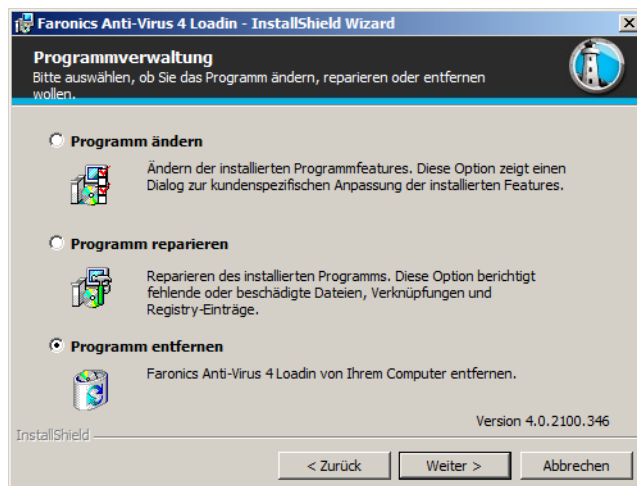 Faronics Anti-Virus 4 Loadin - InstallShield Wizard
Programmverwaltung
Bitte auswählen, ob Sie das Programm ändern, reparieren oder entfernen
wollen.
Programm ändern
Ändern der installierten Programmfeatures. Diese Option zeigt einen
Dialog zur kundenspezifischen Anpassung der installierten Features.
Programm reparieren
Reparieren des installierten Programms. Diese Option berichtigt
fehlende oder beschädigte Dateien, Verknüpfungen und
Registry-Einträge.
Programm entfernen
Faronics Anti-Virus 4 Loadin von Ihrem Computer entfernen.
Version 4.0.2100.346
InstallShield
< Zurück
Weiter >
Abbrechen